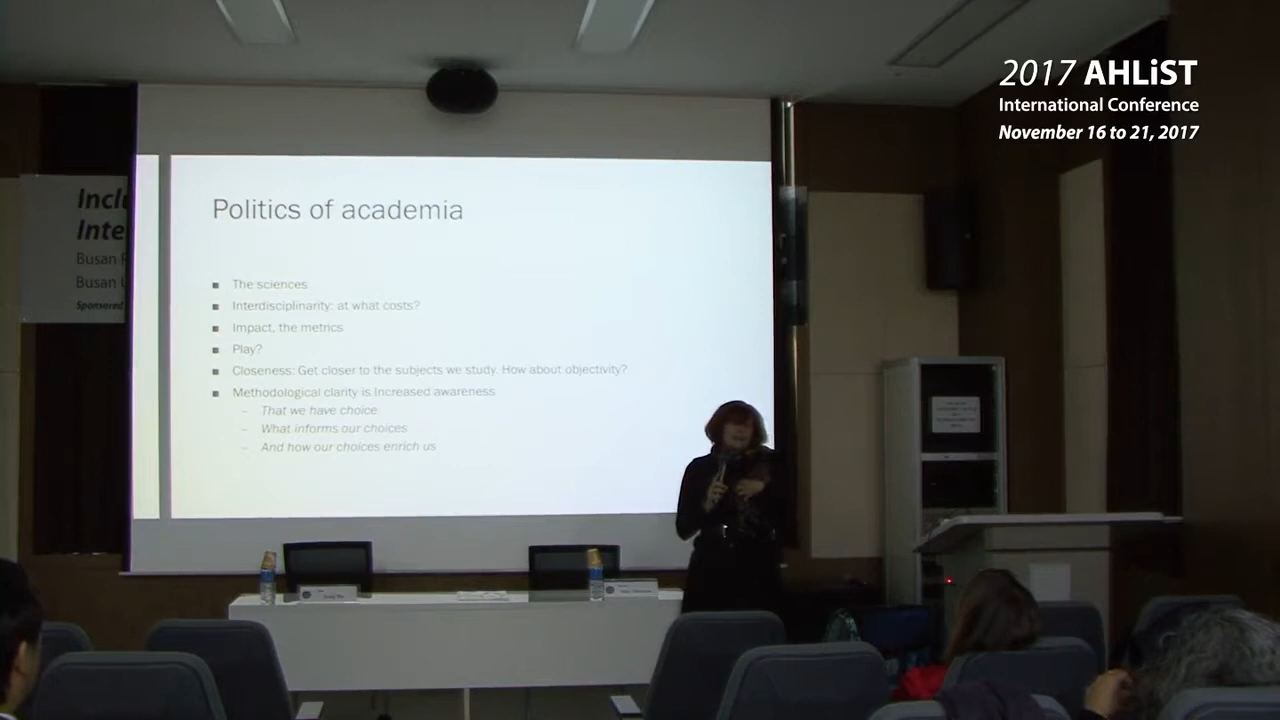 2017 AHLiST
International Conference
November 16 to 21, 2017
Politics of academia
■ The sciences
■ Interdisciplinarity: at what costs?
■ Impact, the metrics
■ Play?
■ Closeness: Get closer to the subjects we study. How about objectivity?
■ Methodological clarity is Increased awareness
– That we have choice
– What informs our choices
– And how our choices enrich us
Busan
Busan
Sponsored